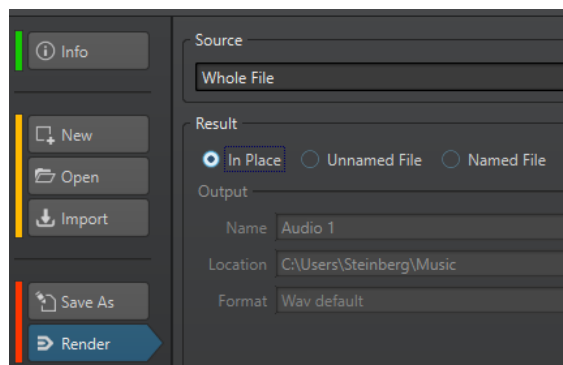 Info
New
Open
Import
Save As
Render
Source
Whole File
Result
In Place Unnamed File Named File
Output
Name Audio 1
Location C:\Users\Steinberg\Music
Format Wav default